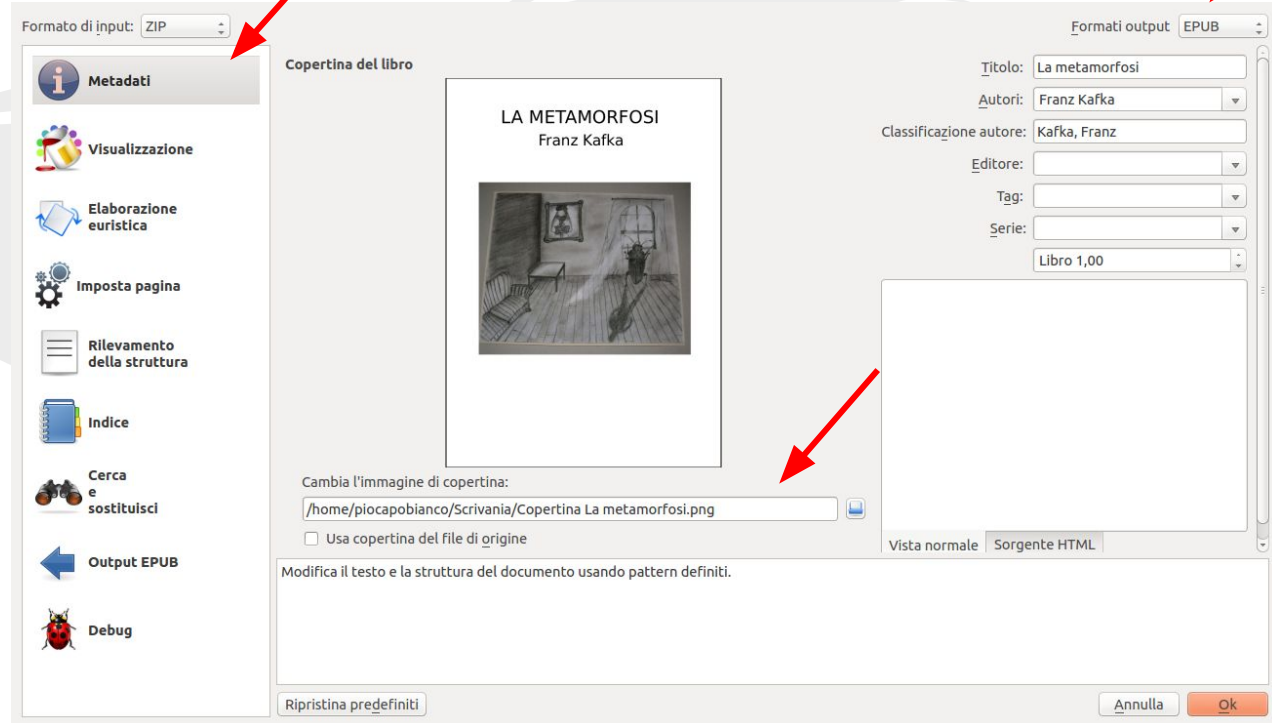 Formato di input: ZIP
Formati output EPUB
Metadati
Visualizzazione
Elaborazione
euristica
Imposta pagina
Rilevamento
della struttura
Indice
Cerca
e
sostituisci
Output EPUB
Debug
Copertina del libro
LA METAMORFOSI
Franz Kafka
Cambia l'immagine di copertina:
/home/piocapobianco/Scrivania/Copertina La metamorfosi.png
Usa copertina del file di origine
Titolo: La metamorfosi
Autori: Franz Kafka
Classificazione autore: Kafka, Franz
Editore:
Tag:
Serie:
Libro 1,00
Vista normale Sorgente HTML
Modifica il testo e la struttura del documento usando pattern definiti.
Ripristina predefiniti
Annulla Ok